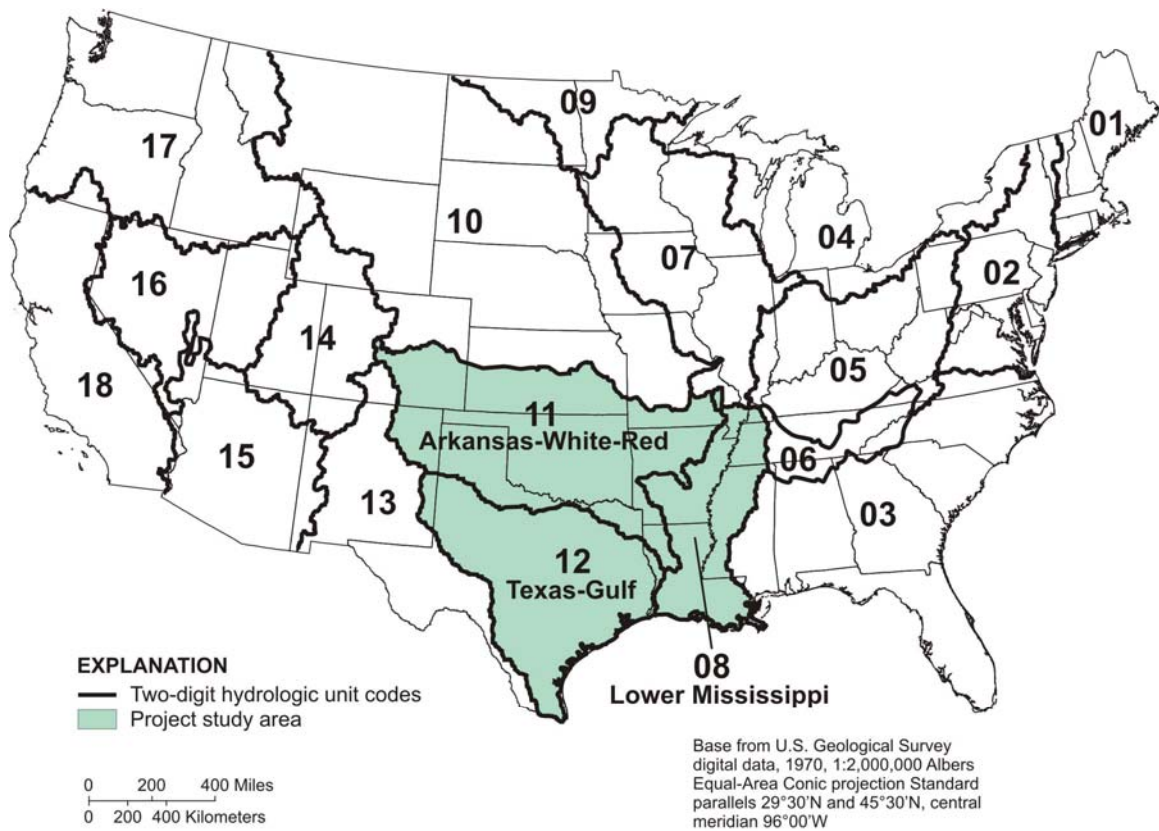 09
01
17
10
04
07
02
16
14
05
18
11
Arkansas-White-Red
15
06
13
03
12
Texas-Gulf
08
Lower Mississippi
EXPLANATION
Two-digit hydrologic unit codes
Project study area
0 200 400 Miles
0 200 400 Kilometers
Base from U.S. Geological Survey
digital data, 1970, 1:2,000,000 Albers
Equal-Area Conic projection Standard
parallels 29°30'N and 45°30'N, central
meridian 96°00'W